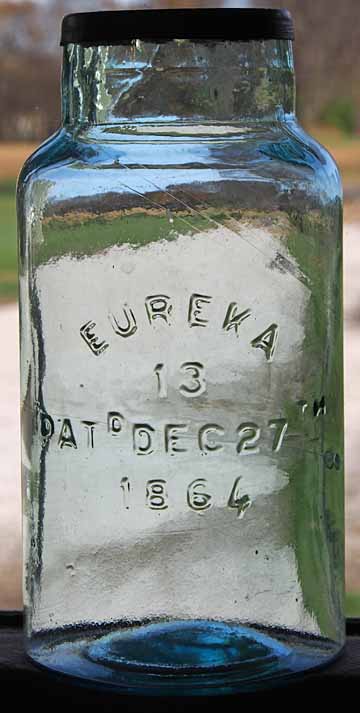 EUREKA
13
PATD DEC 27TH
1864